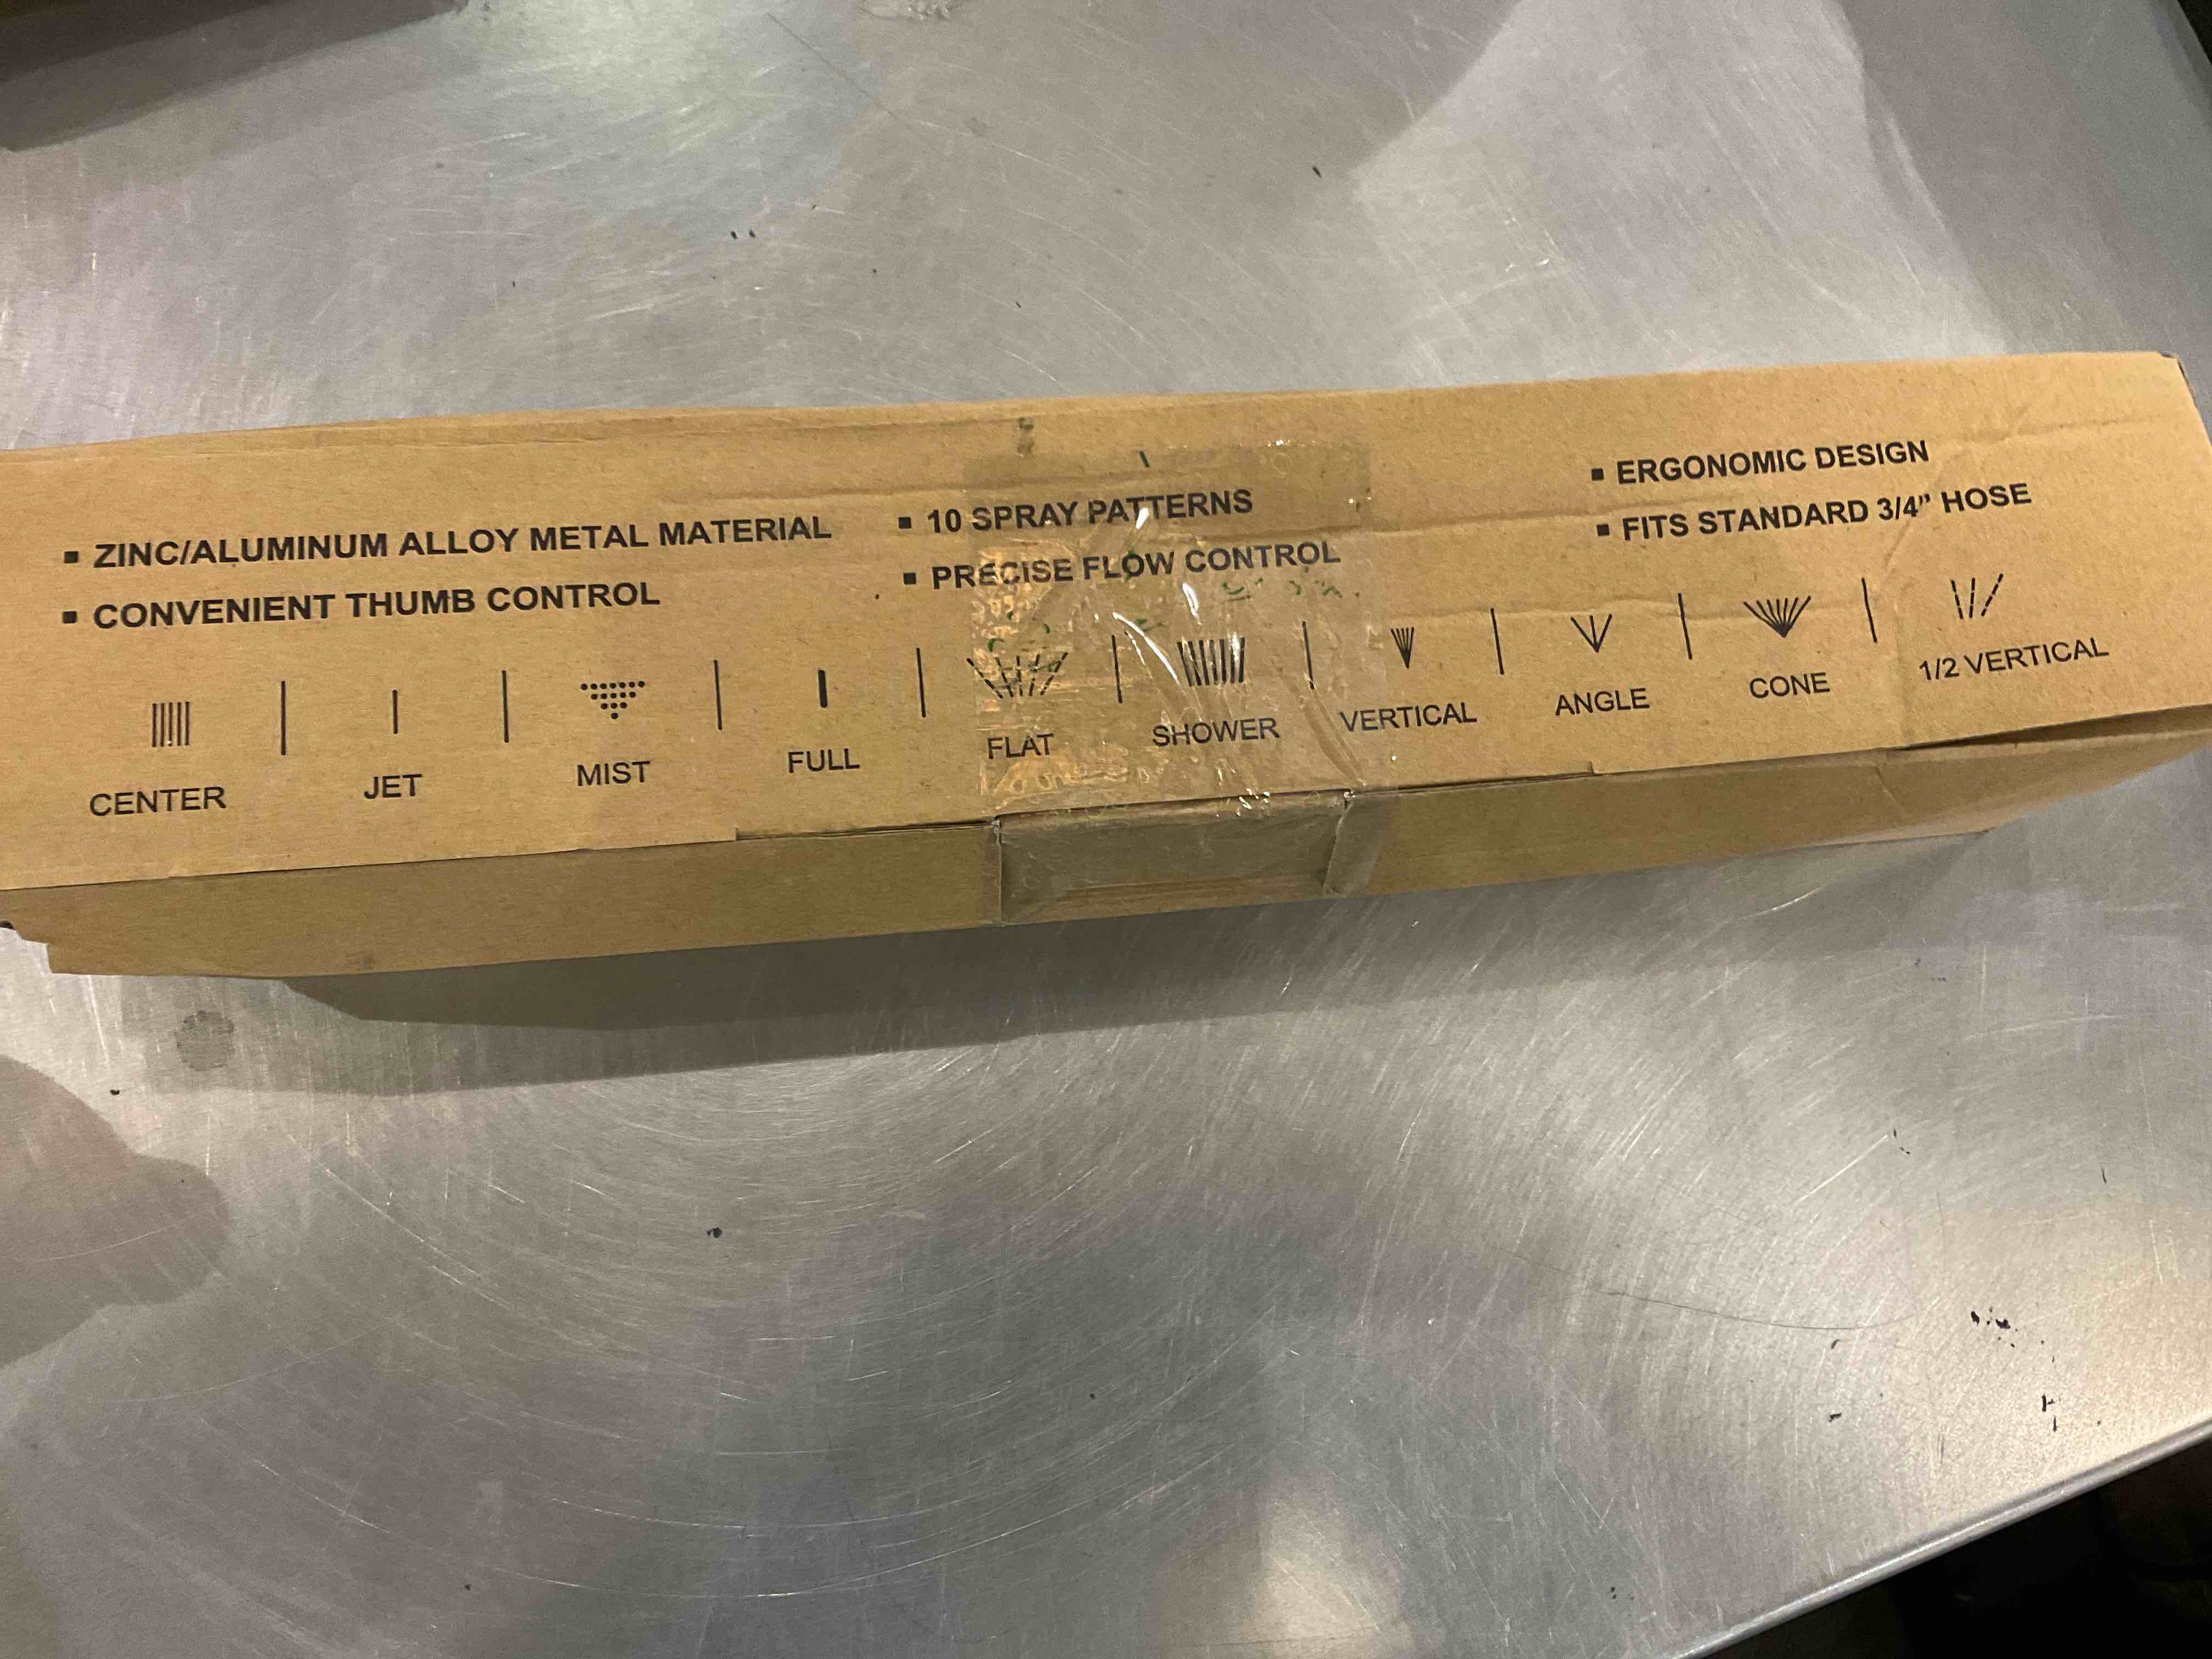 ▪ ZINC/ALUMINUM ALLOY METAL MATERIAL
▪ CONVENIENT THUMB CONTROL
▪ 10 SPRAY PATTERNS
▪ PRECISE FLOW CONTROL
▪ ERGONOMIC DESIGN
▪ FITS STANDARD 3/4” HOSE
CENTER
JET
MIST
FULL
FLAT
SHOWER
VERTICAL
ANGLE
CONE
1/2 VERTICAL